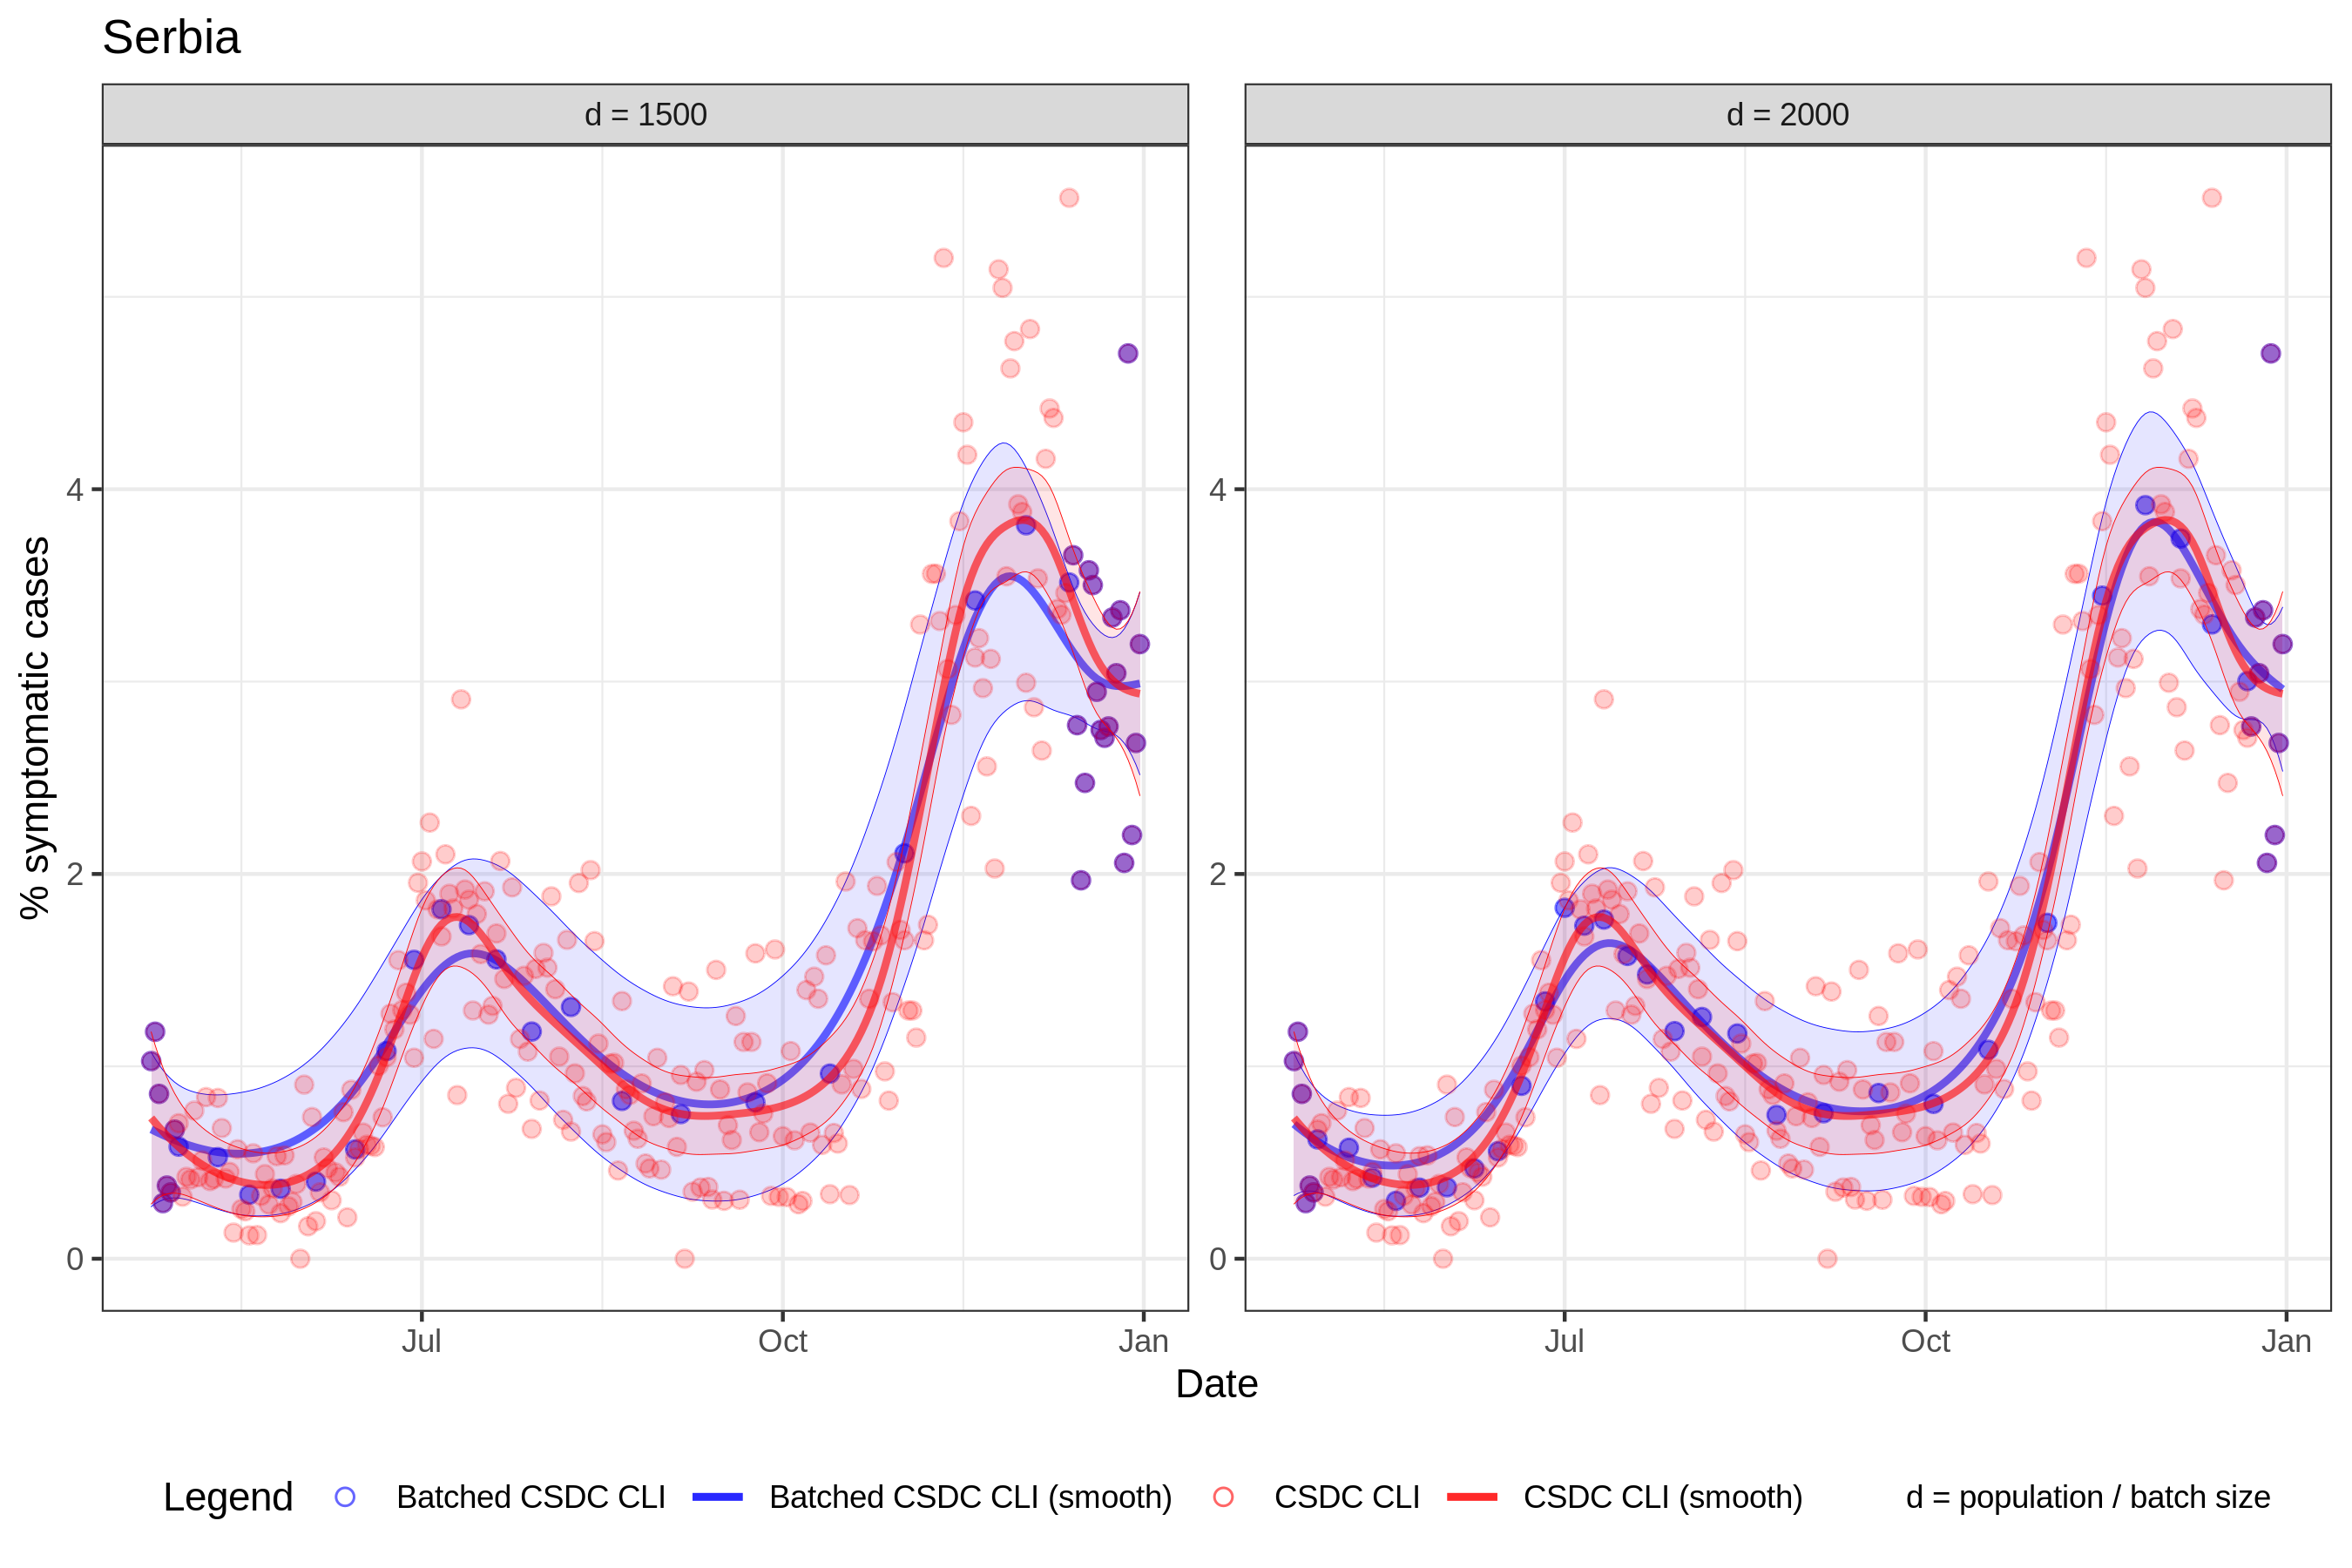 Serbia
d = 1500
d = 2000
% symptomatic cases
4
2
0
4
2
0
Jul
Oct
Jan
Jul
Oct
Jan
Date
Legend
Batched CSDC CLI
Batched CSDC CLI (smooth)
CSDC CLI
CSDC CLI (smooth)
d = population / batch size